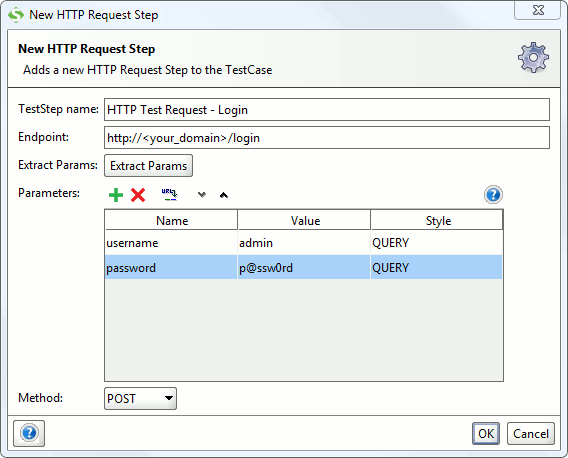 New HTTP Request Step
New HTTP Request Step
Adds a new HTTP Request Step to the TestCase
TestStep name: HTTP Test Request - Login
Endpoint: http://<your_domain>/login
Extract Params: Extract Params
Parameters: URL
Name Value Style
username admin QUERY
password p@ssw0rd QUERY
Method: POST
OK Cancel